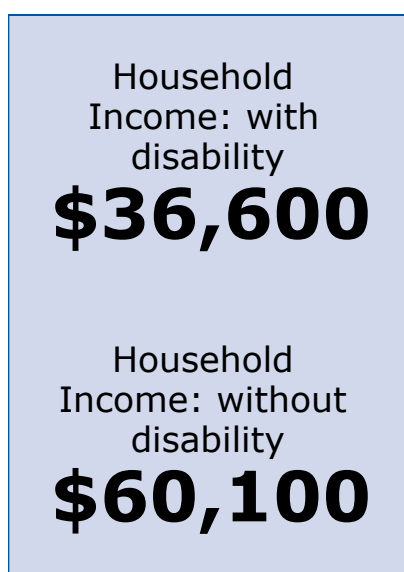 Household
Income: with
disability
$36,600
Household
Income: without
disability
$60,100